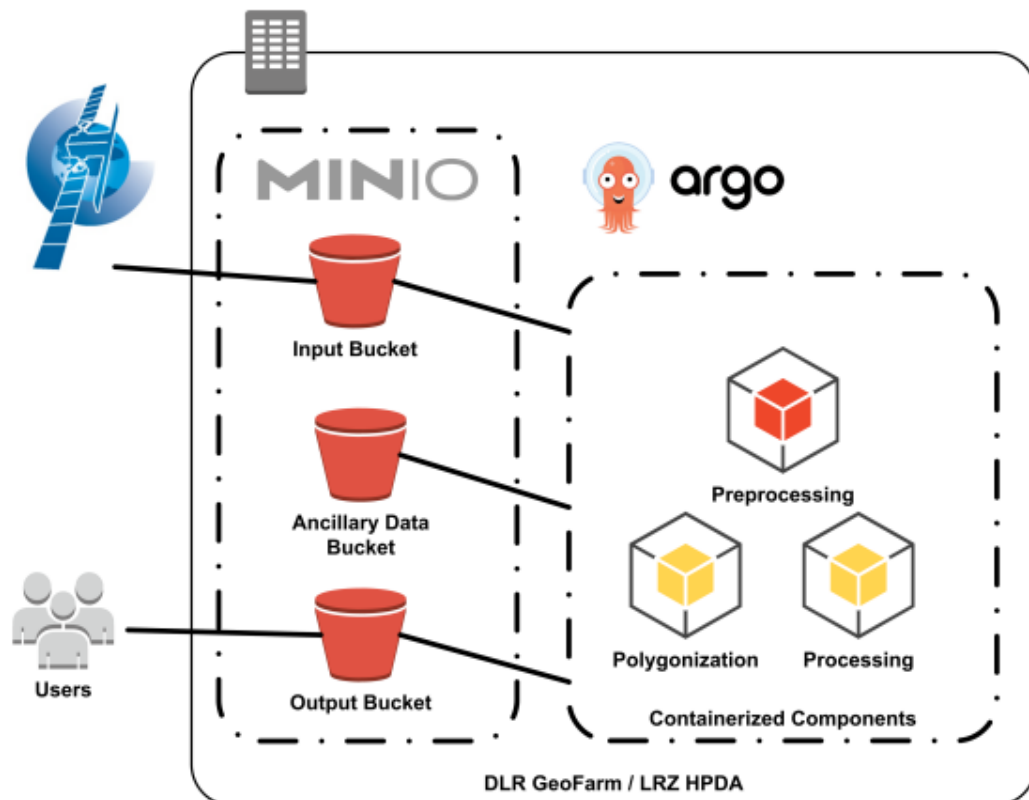 MINIO
argo
Input Bucket
Ancillary Data
Bucket
Output Bucket
Users
Preprocessing
Polygonization
Processing
Containerized Components
DLR GeoFarm / LRZ HPDA